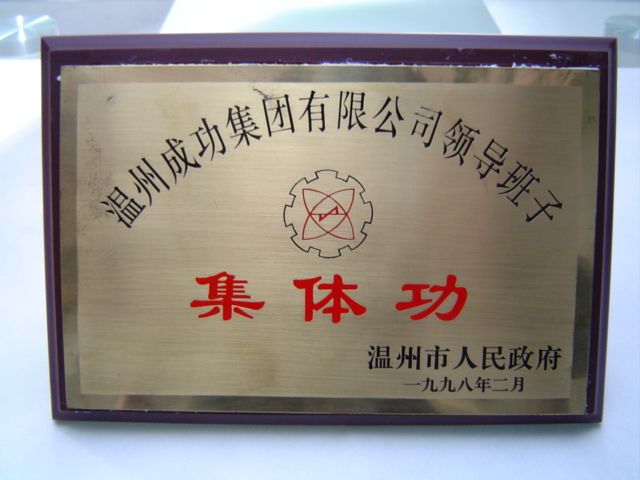 温州成功集团有限公司领导班子
集体功
温州市人民政府
一九九八年二月